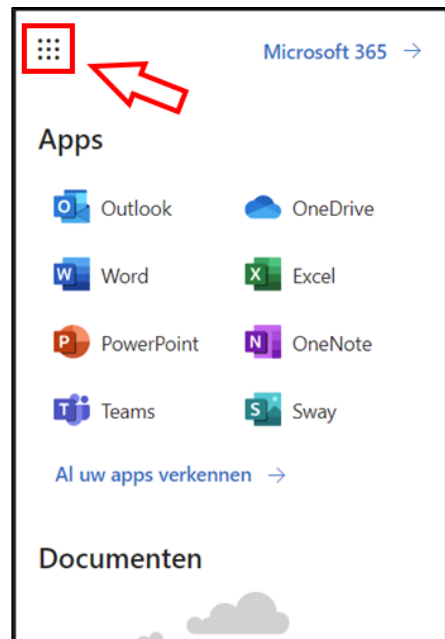 Microsoft 365 →
Apps
Outlook OneDrive
Word Excel
PowerPoint OneNote
Teams Sway
Al uw apps verkennen →
Documenten